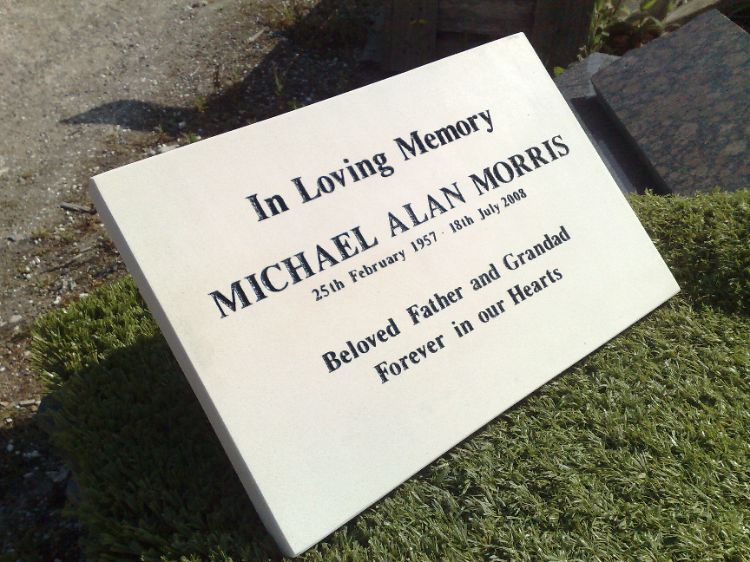 In Loving Memory
MICHAEL ALAN MORRIS
25th February 1957 - 18th July 2008
Beloved Father and Grandad
Forever in our Hearts